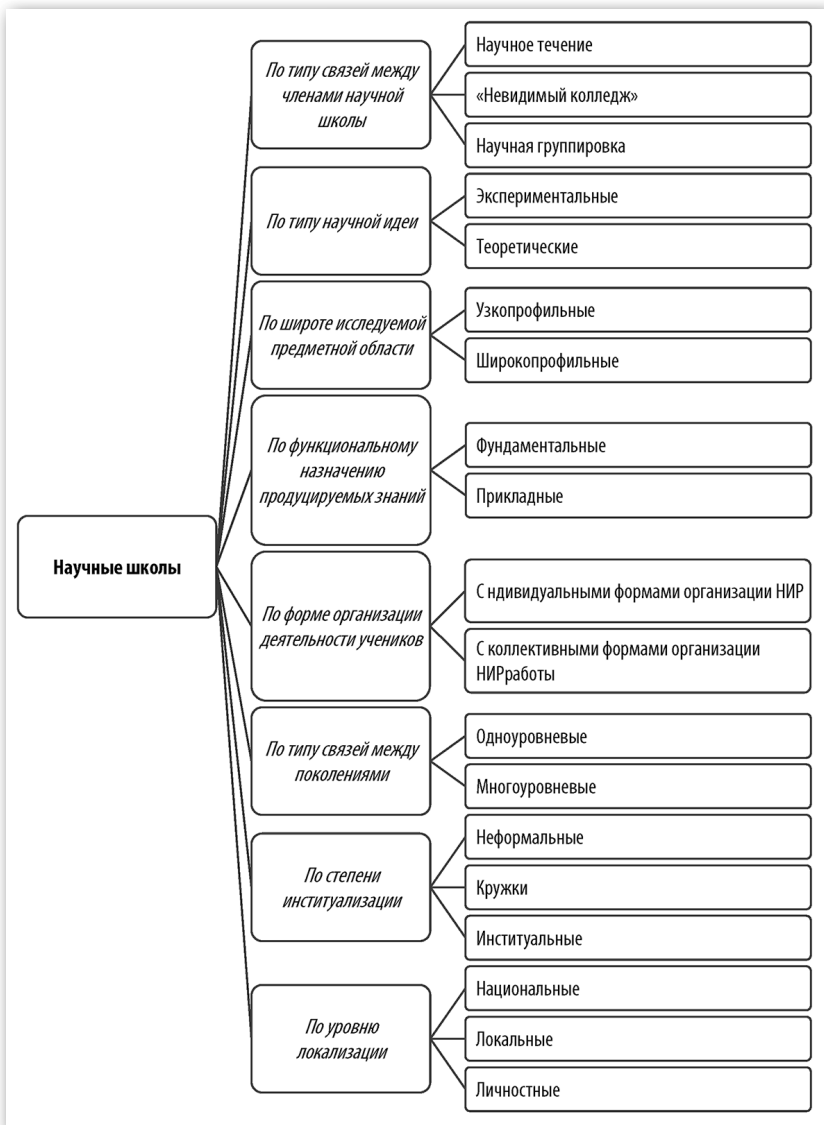 Научные школы
По типу связей между
членами научной
школы
Научное течение
«Невидимый колледж»
Научная группировка
По типу научной идеи
Экспериментальные
Теоретические
По широте исследуемой
предметной области
Узкопрофильные
Широкопрофильные
По функциональному
назначению
продуцируемых знаний
Фундаментальные
Прикладные
По форме организации
деятельности учеников
С ндивидуальными формами организации НИР
С коллективными формами организации
НИРработы
По типу связей между
поколениями
Одноуровневые
Многоуровневые
По степени
институализации
Неформальные
Кружки
Институальные
По уровню
локализации
Национальные
Локальные
Личностные